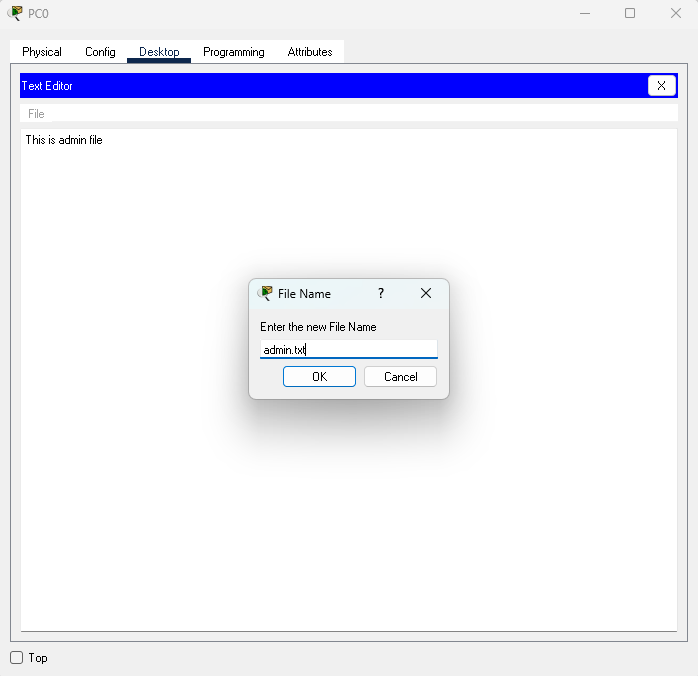 PC0
Physical Config Desktop Programming Attributes
Text Editor X
File
This is admin file
File Name ?
Enter the new File Name
admin.txt
OK Cancel
Top